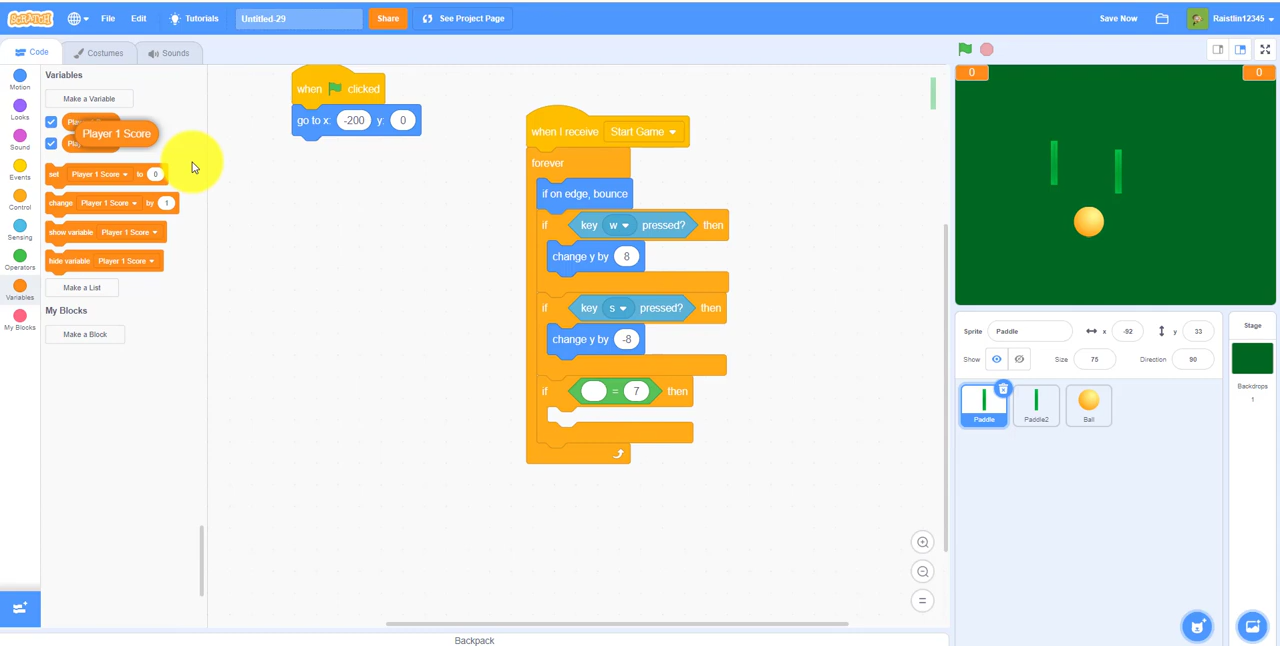 SCRATCH File Edit Tutorials Untitled-29 Share See Project Page Save Now Raistlin12345
Code Costumes Sounds
Motion
Looks
Sound
Events
Control
Sensing
Operators
Variables
My Blocks
Variables
Make a Variable
Player 1 Score
set Player 1 Score to 0
change Player 1 Score by 1
show variable Player 1 Score
hide variable Player 1 Score
Make a List
My Blocks
Make a Block
when clicked
go to x: -200 y: 0
when I receive Start Game
forever
if on edge, bounce
if key w pressed? then
change y by 8
if key s pressed? then
change y by -8
if = 7 then
Backpack
0 0
Sprite Paddle x -92 y 33
Show Size 75 Direction 90
Paddle Paddle2 Ball
Stage
Backdrops
1